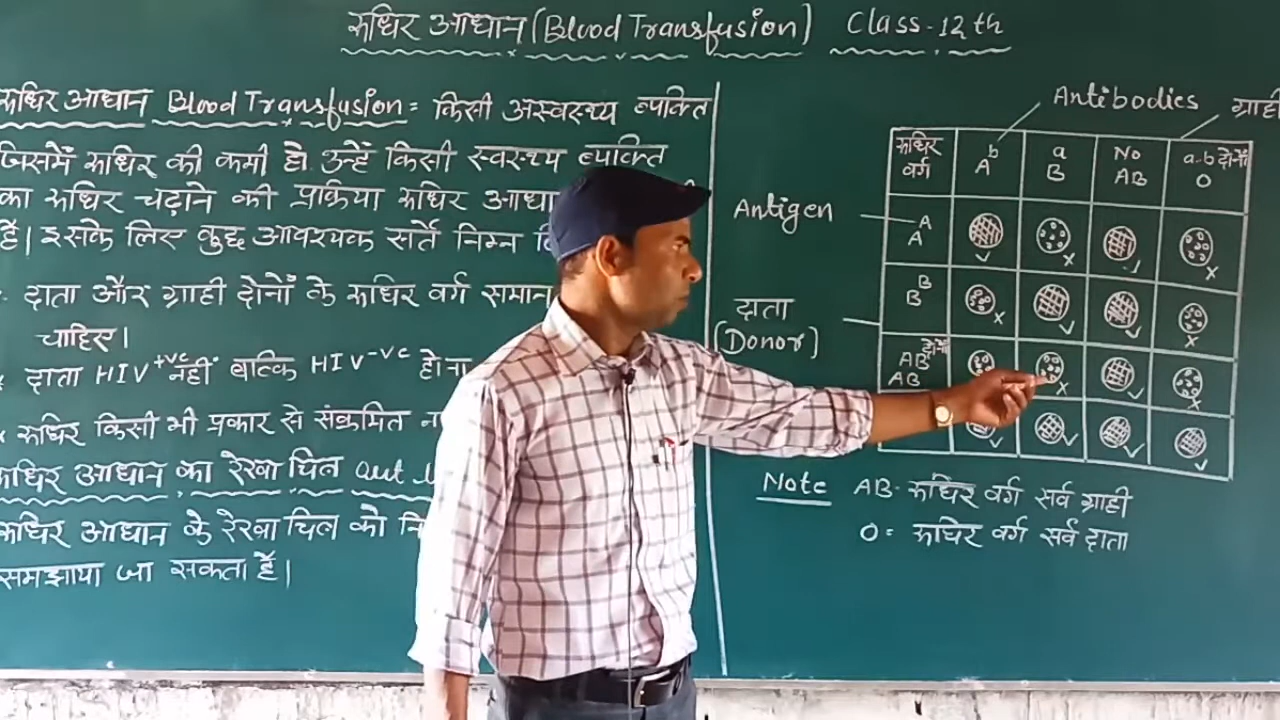 रूधिर आधान (Blood Transfusion) Class-12th
रूधिर आधान Blood Transfusion = किसी अस्वस्थ्य व्यक्ति
जिसमें रूधिर की कमी हो. उन्हें किसी स्वस्थ्य व्यक्ति
का रूधिर चढ़ाने की प्रक्रिया रूधिर
है। इसके लिए कुछ आवश्यक सर्ते निम्न
दाता और ग्राही दोनों के रूधिर वर्ग समान
चाहिए।
* दाता HIV+ve नहीं बल्कि HIV-ve होना
* रूधिर किसी भी प्रकार से संक्रमित
रूधिर आधान का रेखा चित्र
रूधिर आधान के रेखा चित्र को
समझाया जा सकता है।
Antibodies ग्राही
रूधिर वर्ग
b A
a B
No AB
a.b दोनों O
Antigen
A A
B B
दाता (Donor)
AB दोनों AB
✓ x ✓ x
x ✓ ✓ x
x ✓ x
✓ ✓ ✓ ✓
Note AB- रूधिर वर्ग सर्व ग्राही
O = रूधिर वर्ग सर्व दाता